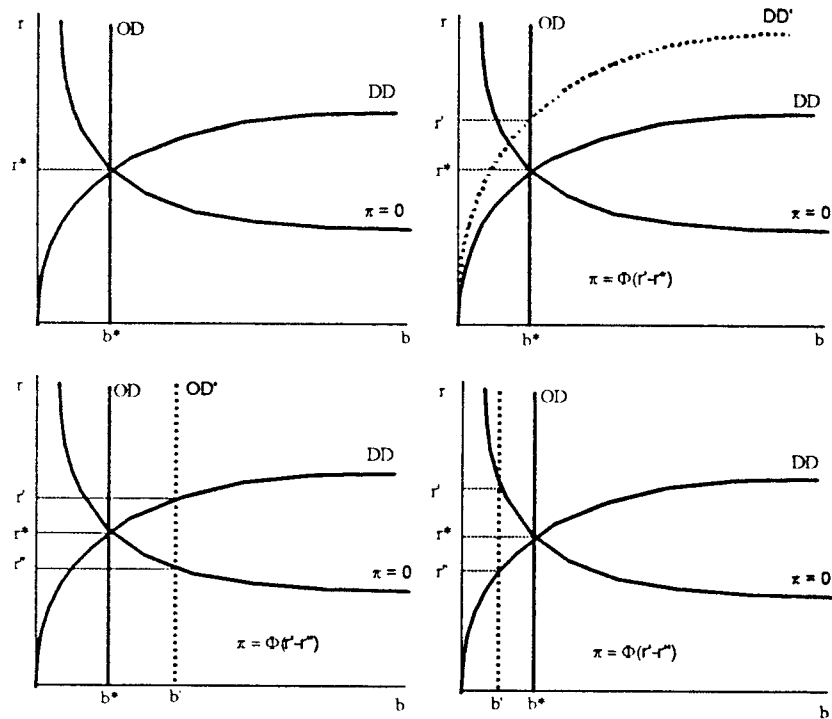 r
OD
DD
r*
π = 0
b*
b
r
OD
DD'
DD
r'
r*
π = 0
π = Φ(r'-r*)
b*
b
r
OD
OD'
DD
r'
r*
r"
π = 0
π = Φ(r'-r")
b*
b'
b
r
OD
DD
r'
r*
r"
π = 0
π = Φ(r'-r")
b'
b*
b